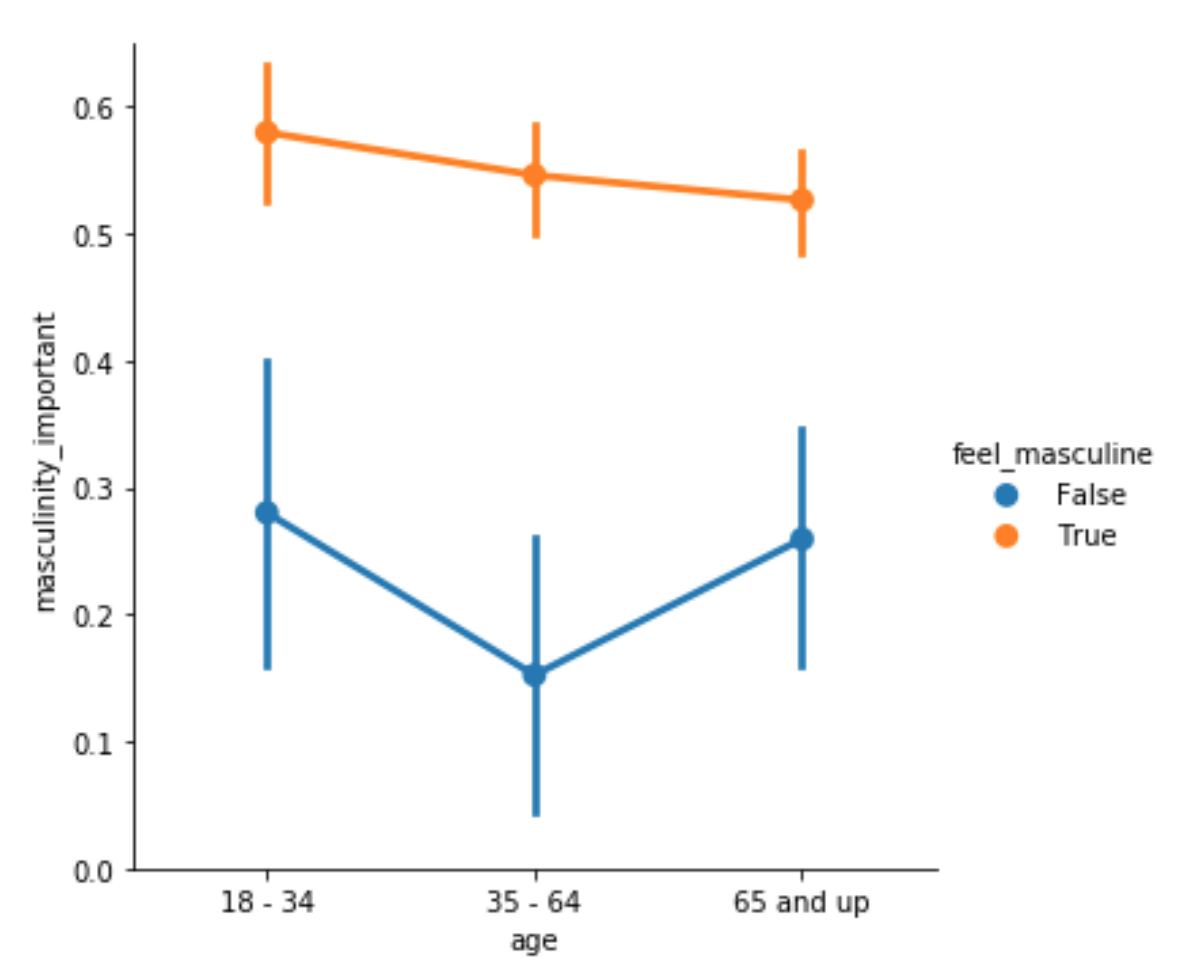 0.6
0.5
0.4
0.3
0.2
0.1
0.0
masculinity_important
18 - 34
35 - 64
65 and up
age
feel_masculine
False
True